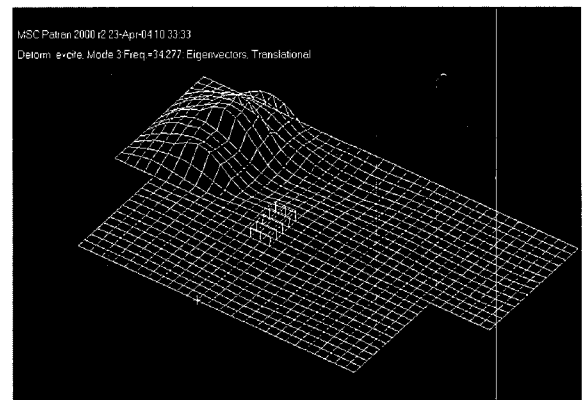 MSC.Patran 2000 r2 23-Apr-04 10:33:33
Deform: excite, Mode 3:Freq.=34.277: Eigenvectors, Translational